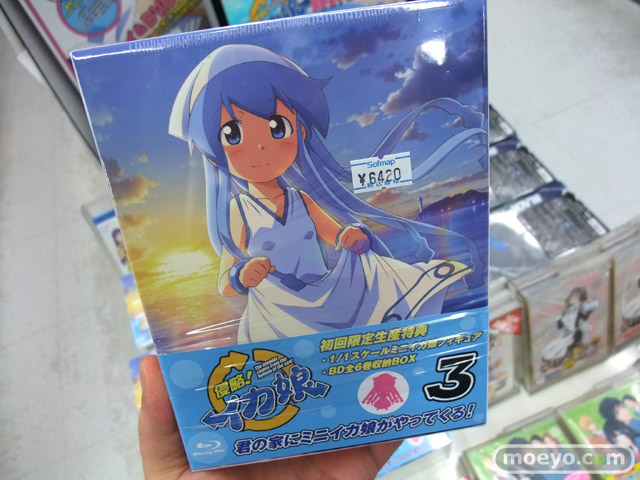 Sofmap
¥6420
初回限定生産特典
・1/1スケールミニイカ娘フィギュア
・BD全6巻収納BOX
侵略!
イカ娘
3
君の家にミニイカ娘がやってくる!
Blu-ray Disc
moeyo.com